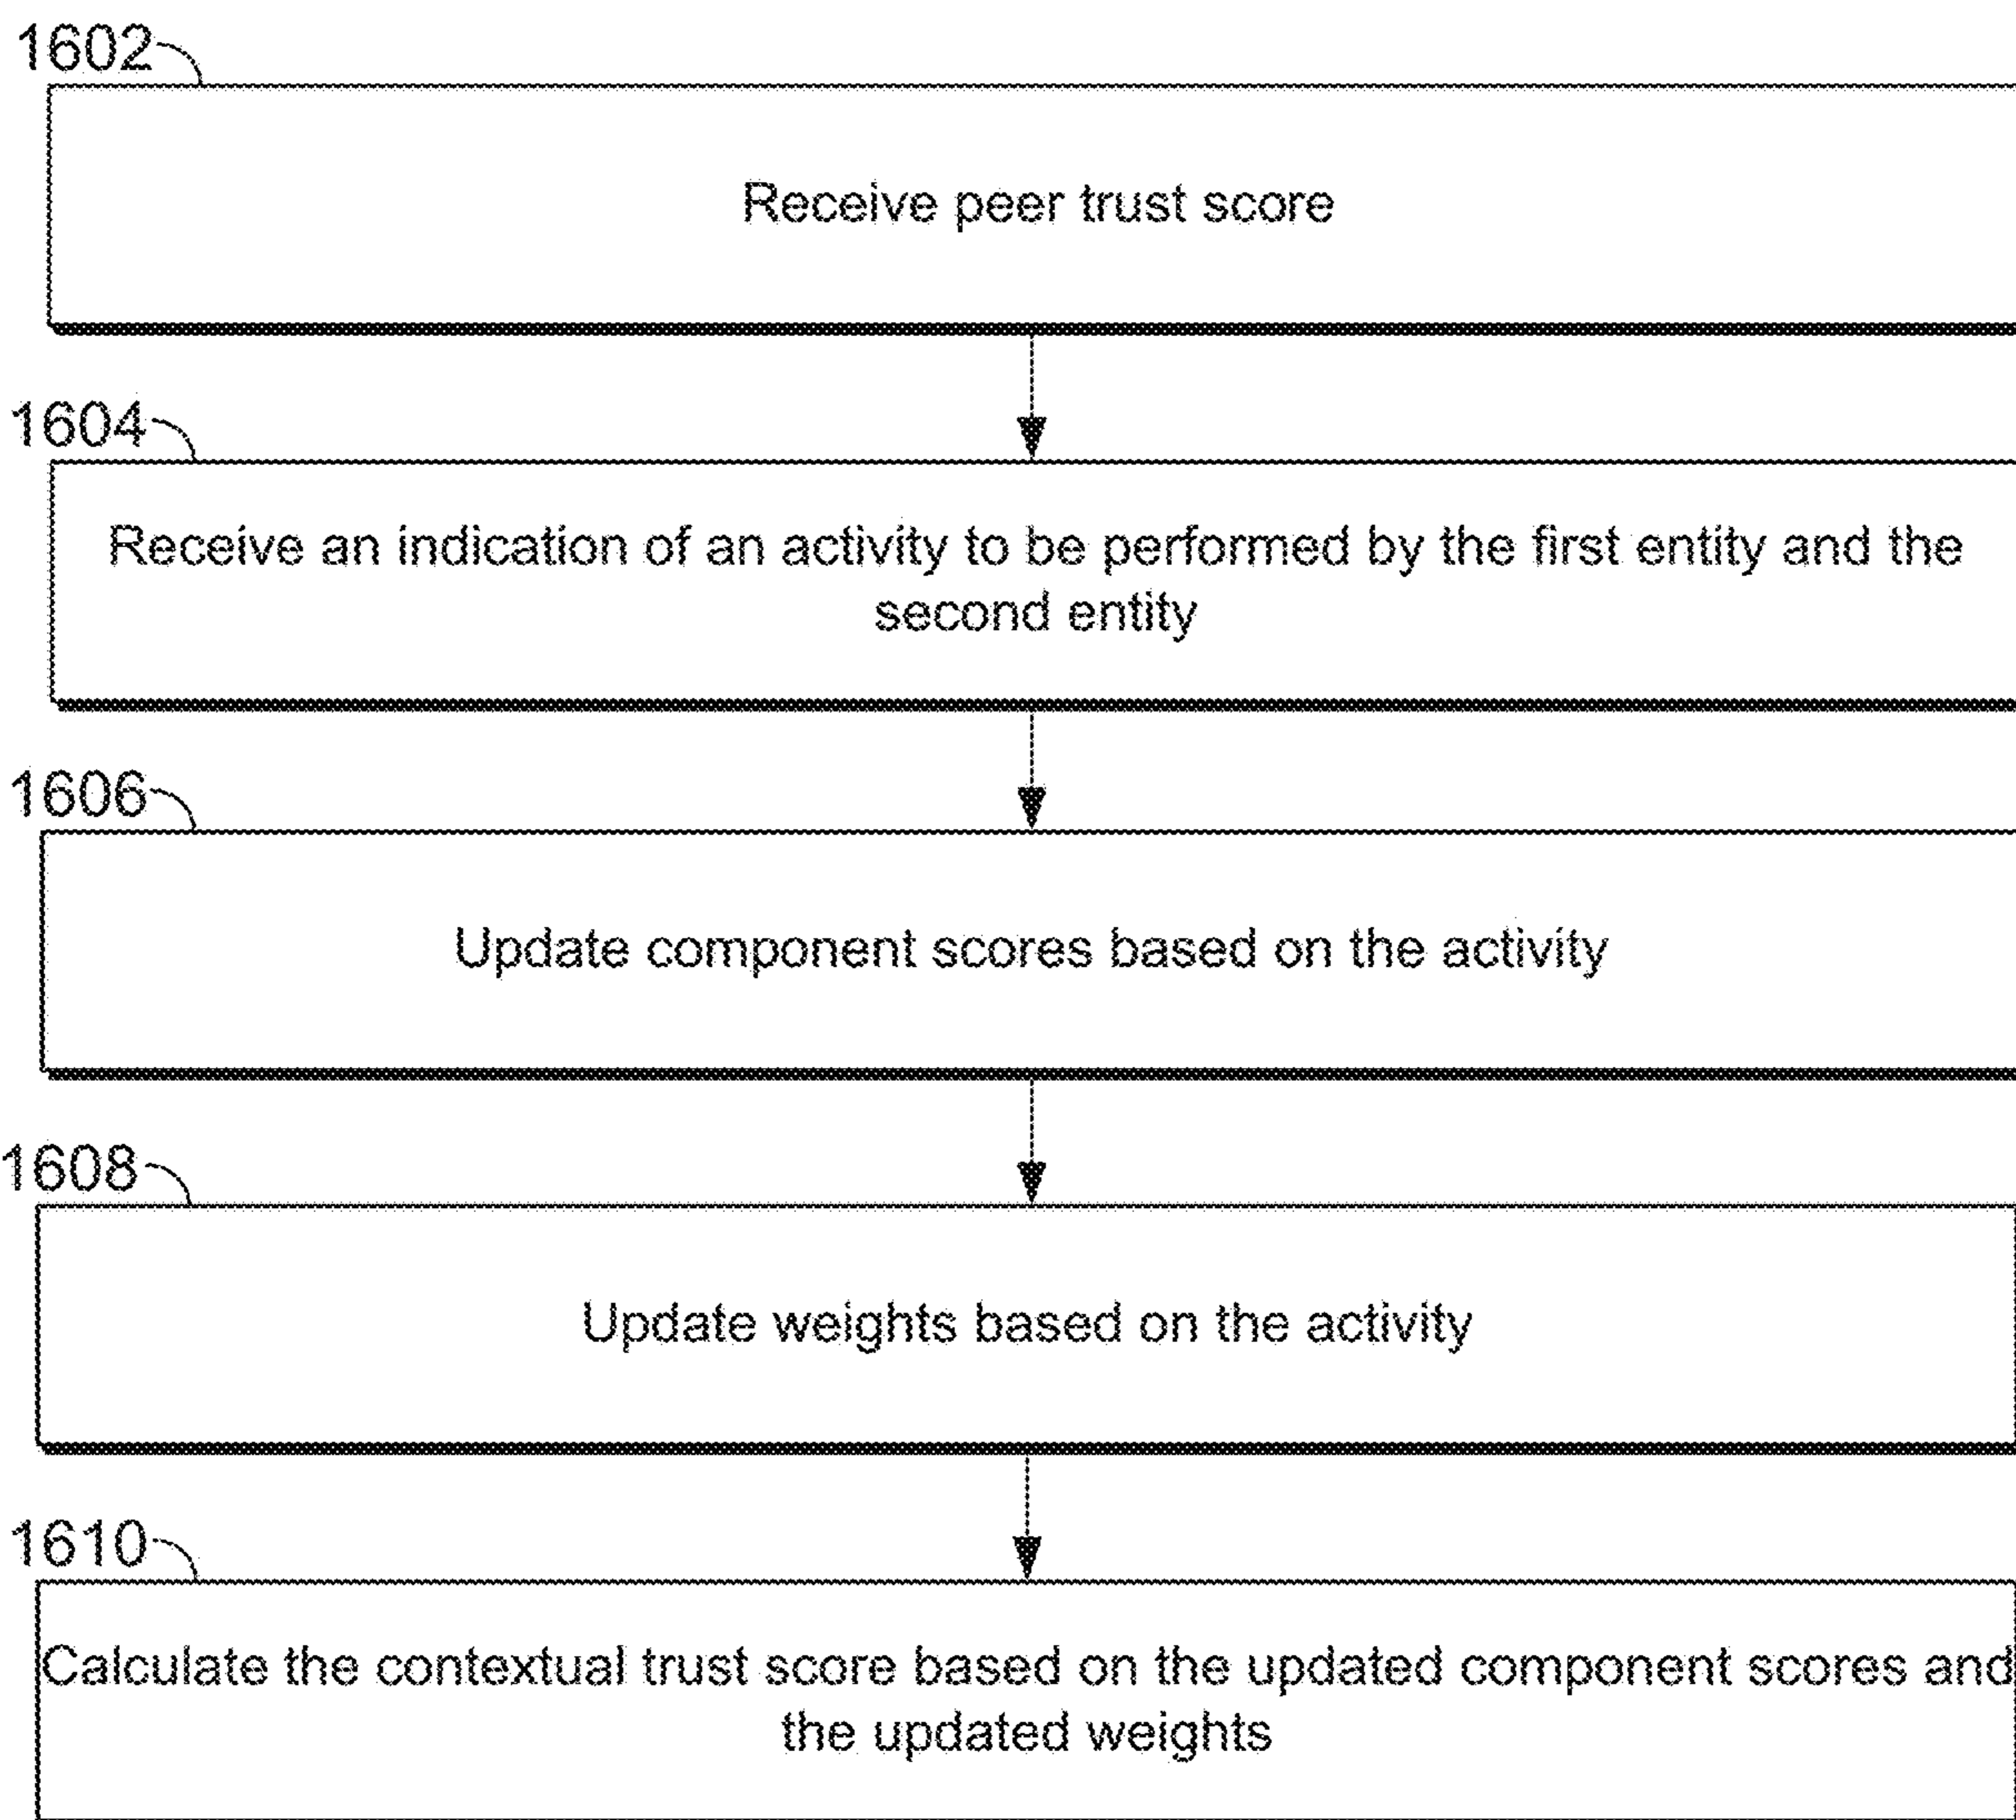 1602
Receive peer trust score
1604
Receive an indication of an activity to be performed by the first entity and the
second entity
1606
Update component scores based on the activity
1608
Update weights based on the activity
1610
Calculate the contextual trust score based on the updated component scores and
the updated weights